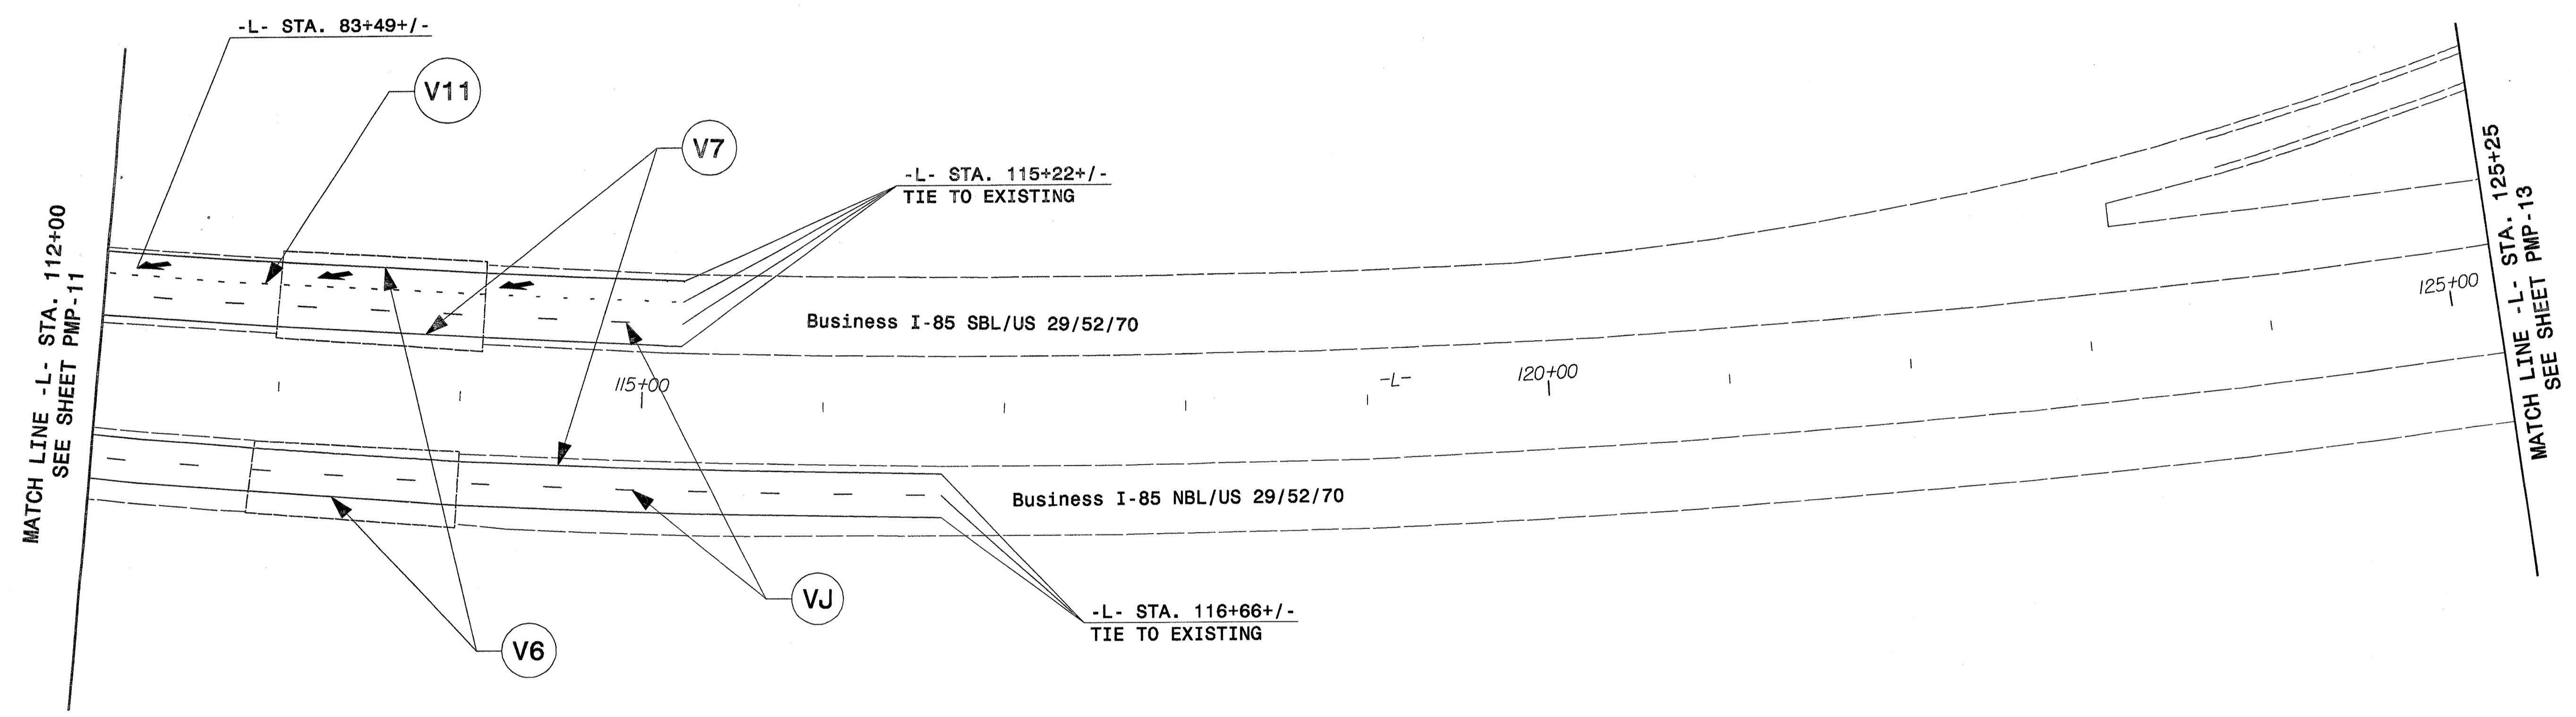 -L- STA. 83+49+/-
V11
V7
-L- STA. 115+22+/-
TIE TO EXISTING
MATCH LINE -L- STA. 112+00
SEE SHEET PMP-11
Business I-85 SBL/US 29/52/70
115+00
-L-
120+00
125+00
MATCH LINE -L- STA. 125+25
SEE SHEET PMP-13
Business I-85 NBL/US 29/52/70
VJ
-L- STA. 116+66+/-
TIE TO EXISTING
V6